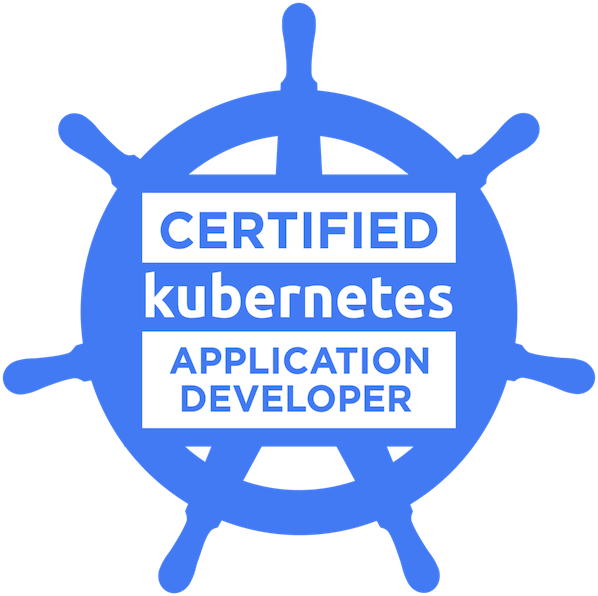 CERTIFIED
kubernetes
APPLICATION
DEVELOPER